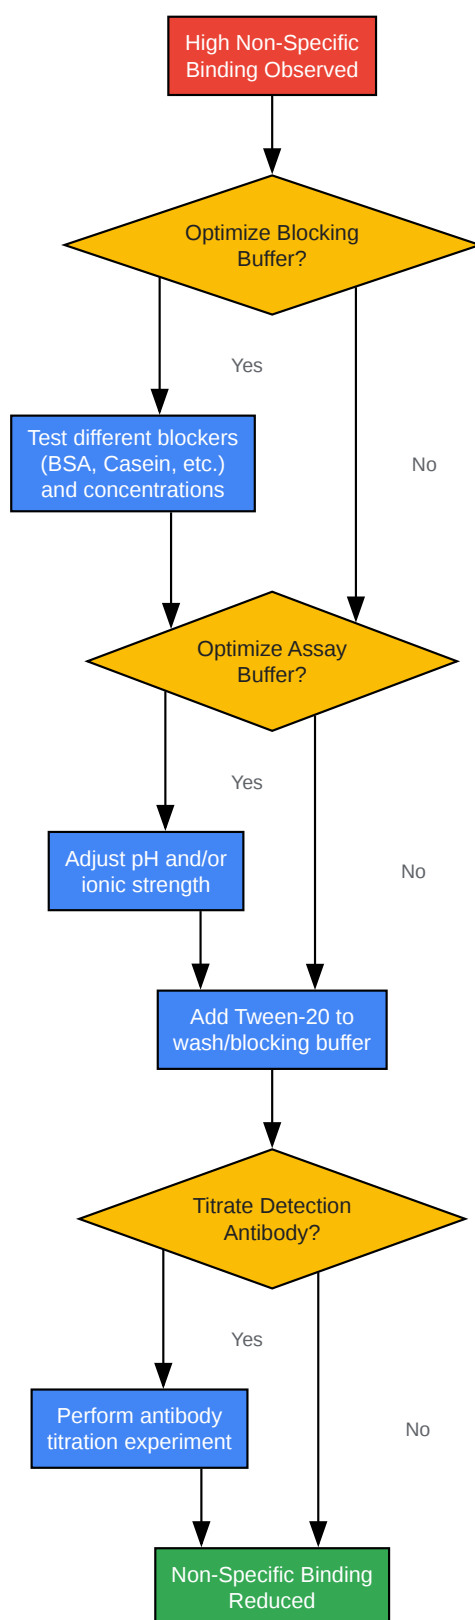 High Non-Specific
Binding Observed
Optimize Blocking
Buffer?
Yes
Test different blockers
(BSA, Casein, etc.)
and concentrations
No
Optimize Assay
Buffer?
Yes
Adjust pH and/or
ionic strength
No
Add Tween-20 to
wash/blocking buffer
Titrate Detection
Antibody?
Yes
Perform antibody
titration experiment
No
Non-Specific Binding
Reduced